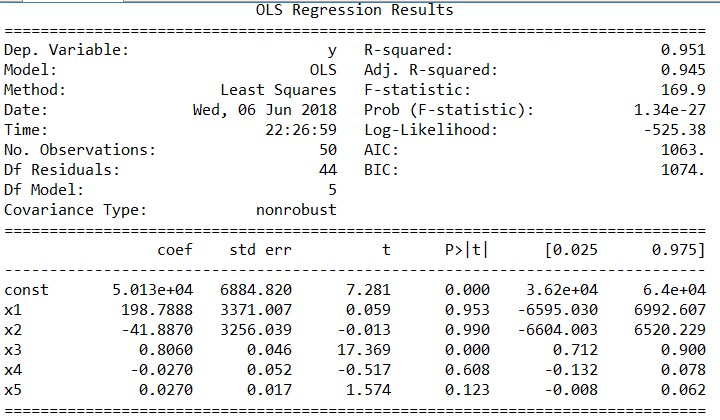 OLS Regression Results
==============================================================================
Dep. Variable: y R-squared: 0.951
Model: OLS Adj. R-squared: 0.945
Method: Least Squares F-statistic: 169.9
Date: Wed, 06 Jun 2018 Prob (F-statistic): 1.34e-27
Time: 22:26:59 Log-Likelihood: -525.38
No. Observations: 50 AIC: 1063.
Df Residuals: 44 BIC: 1074.
Df Model: 5
Covariance Type: nonrobust
==============================================================================
coef std err t P>|t| [0.025 0.975]
------------------------------------------------------------------------------
const 5.013e+04 6884.820 7.281 0.000 3.62e+04 6.4e+04
x1 198.7888 3371.007 0.059 0.953 -6595.030 6992.607
x2 -41.8870 3256.039 -0.013 0.990 -6604.003 6520.229
x3 0.8060 0.046 17.369 0.000 0.712 0.900
x4 -0.0270 0.052 -0.517 0.608 -0.132 0.078
x5 0.0270 0.017 1.574 0.123 -0.008 0.062
==============================================================================